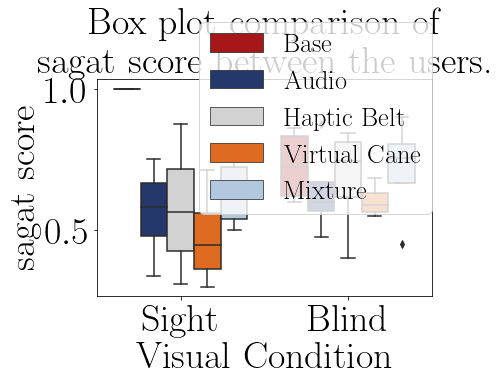 Box plot comparison of
sagat score between the users.
Base
Audio
Haptic Belt
Virtual Cane
Mixture
sagat score
1.0
0.5
Sight
Blind
Visual Condition